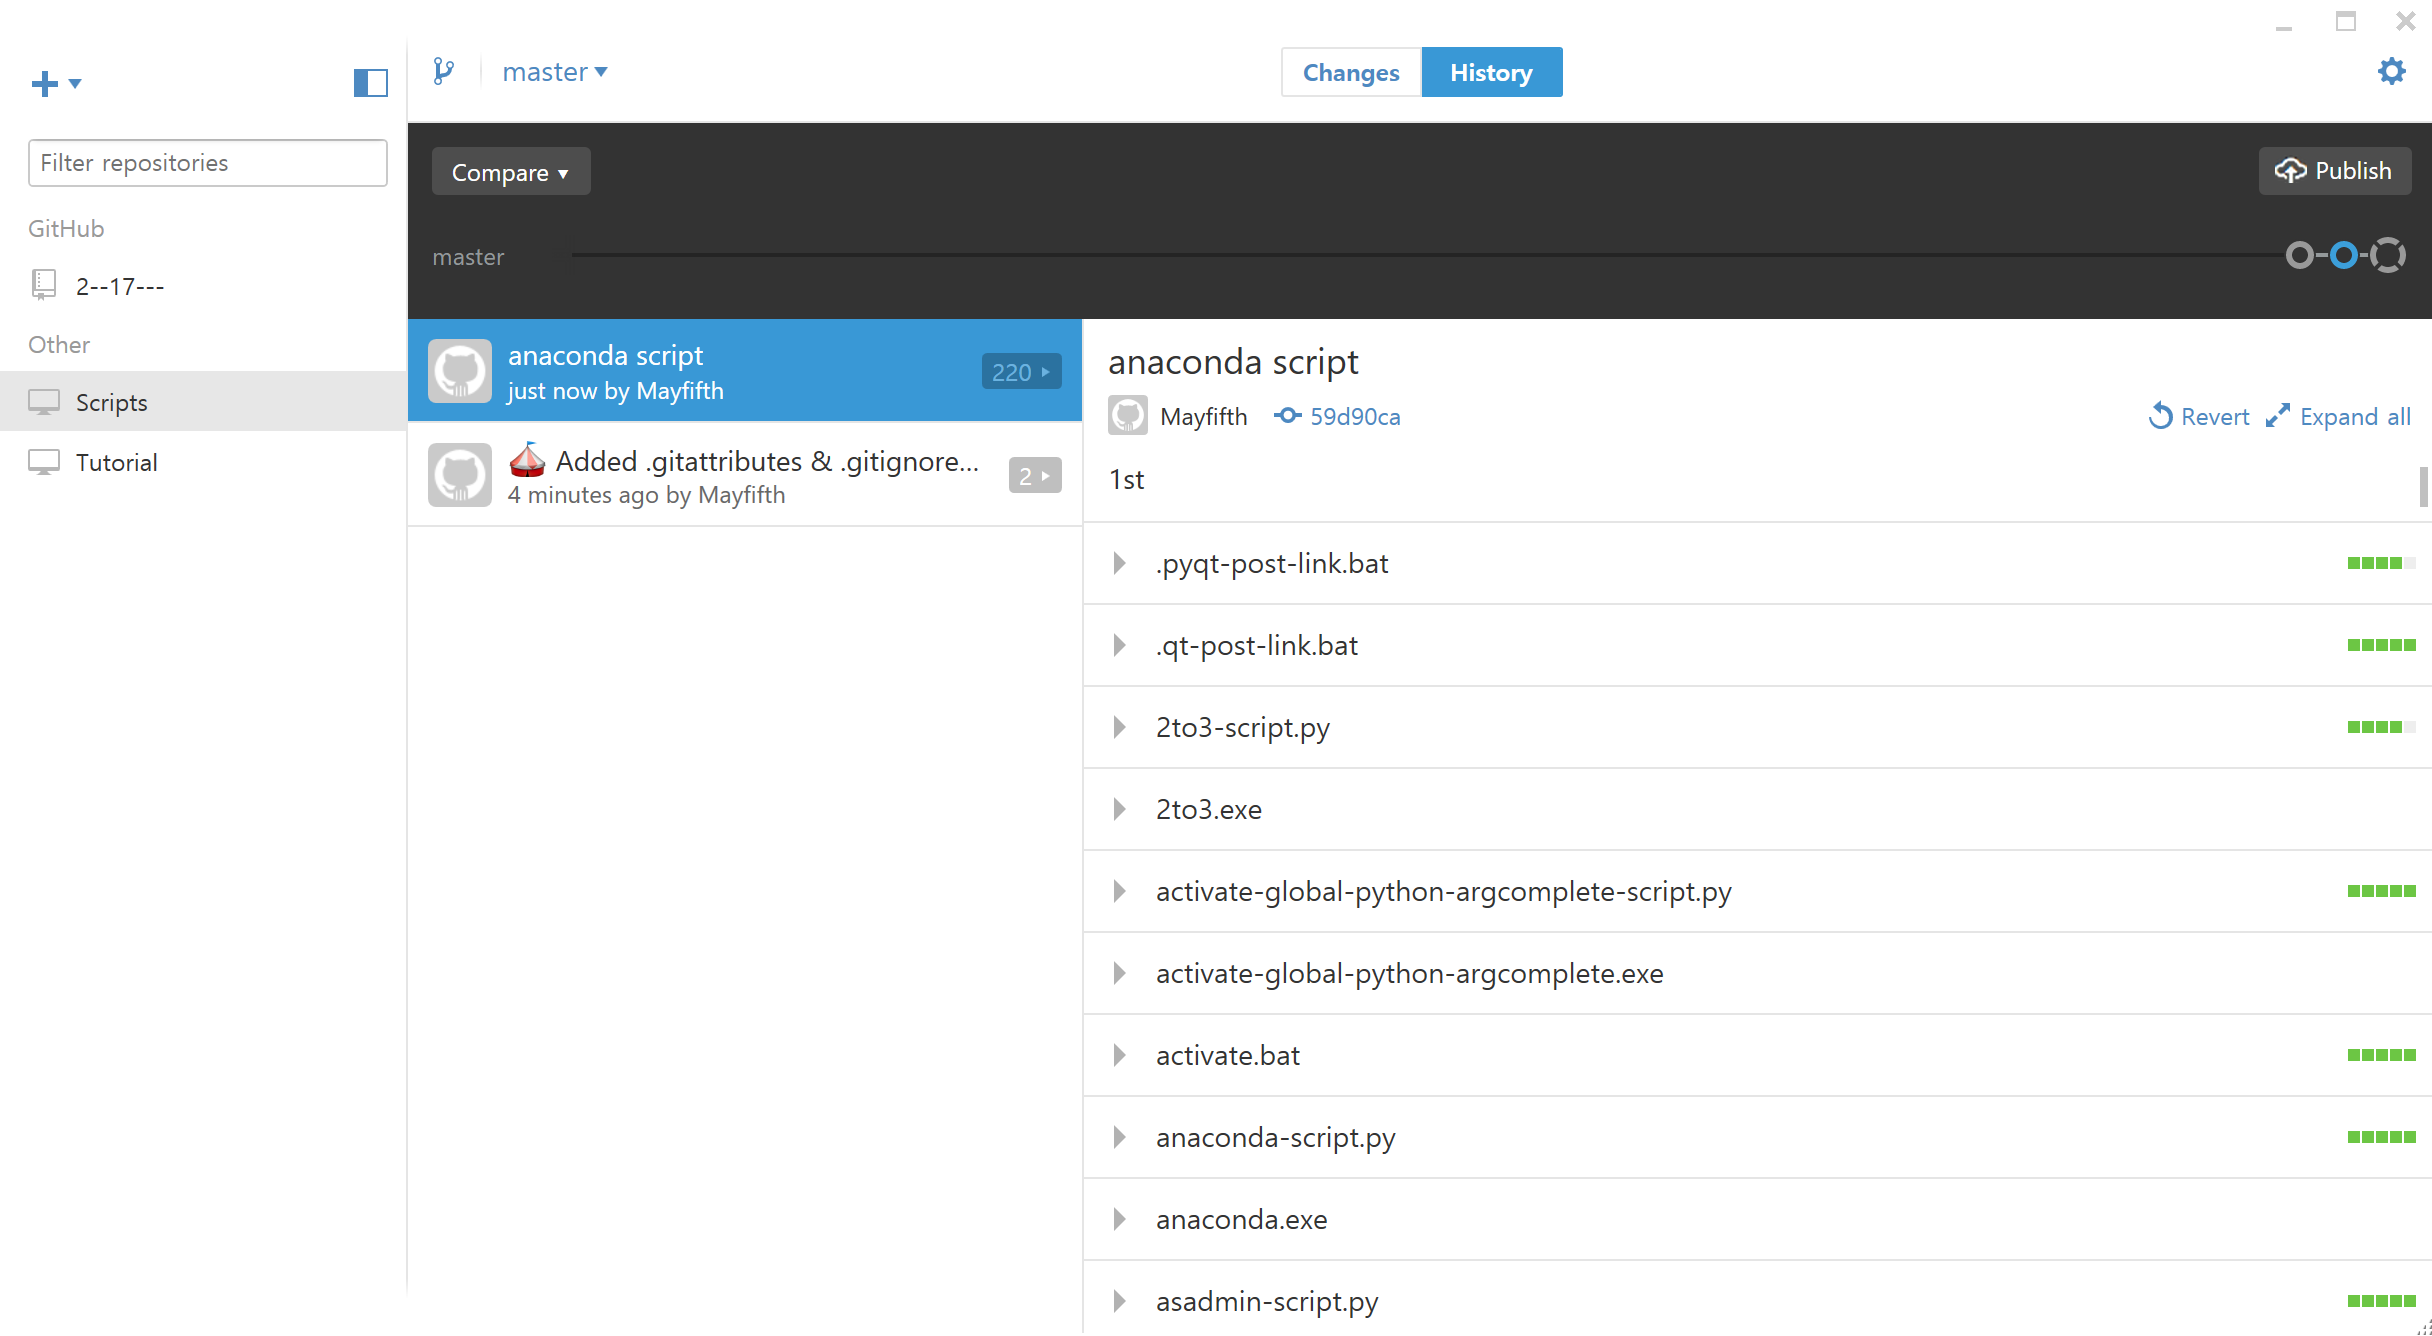 master
Changes
History
Filter repositories
GitHub
2--17---
Other
Scripts
Tutorial
Compare
Publish
master
anaconda script
just now by Mayfifth
220
Added .gitattributes & .gitignore...
4 minutes ago by Mayfifth
2
anaconda script
Mayfifth
59d90ca
Revert
Expand all
1st
.pyqt-post-link.bat
.qt-post-link.bat
2to3-script.py
2to3.exe
activate-global-python-argcomplete-script.py
activate-global-python-argcomplete.exe
activate.bat
anaconda-script.py
anaconda.exe
asadmin-script.py